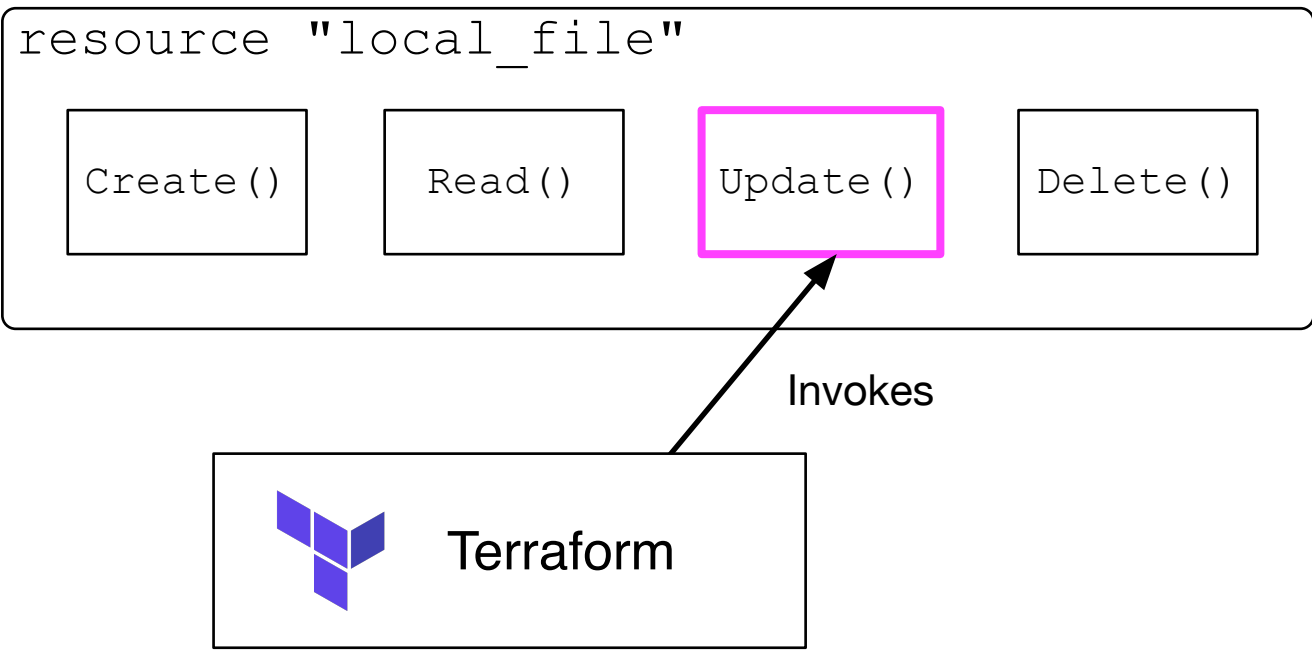 resource "local_file"
Create()
Read()
Update()
Delete()
Invokes
Terraform